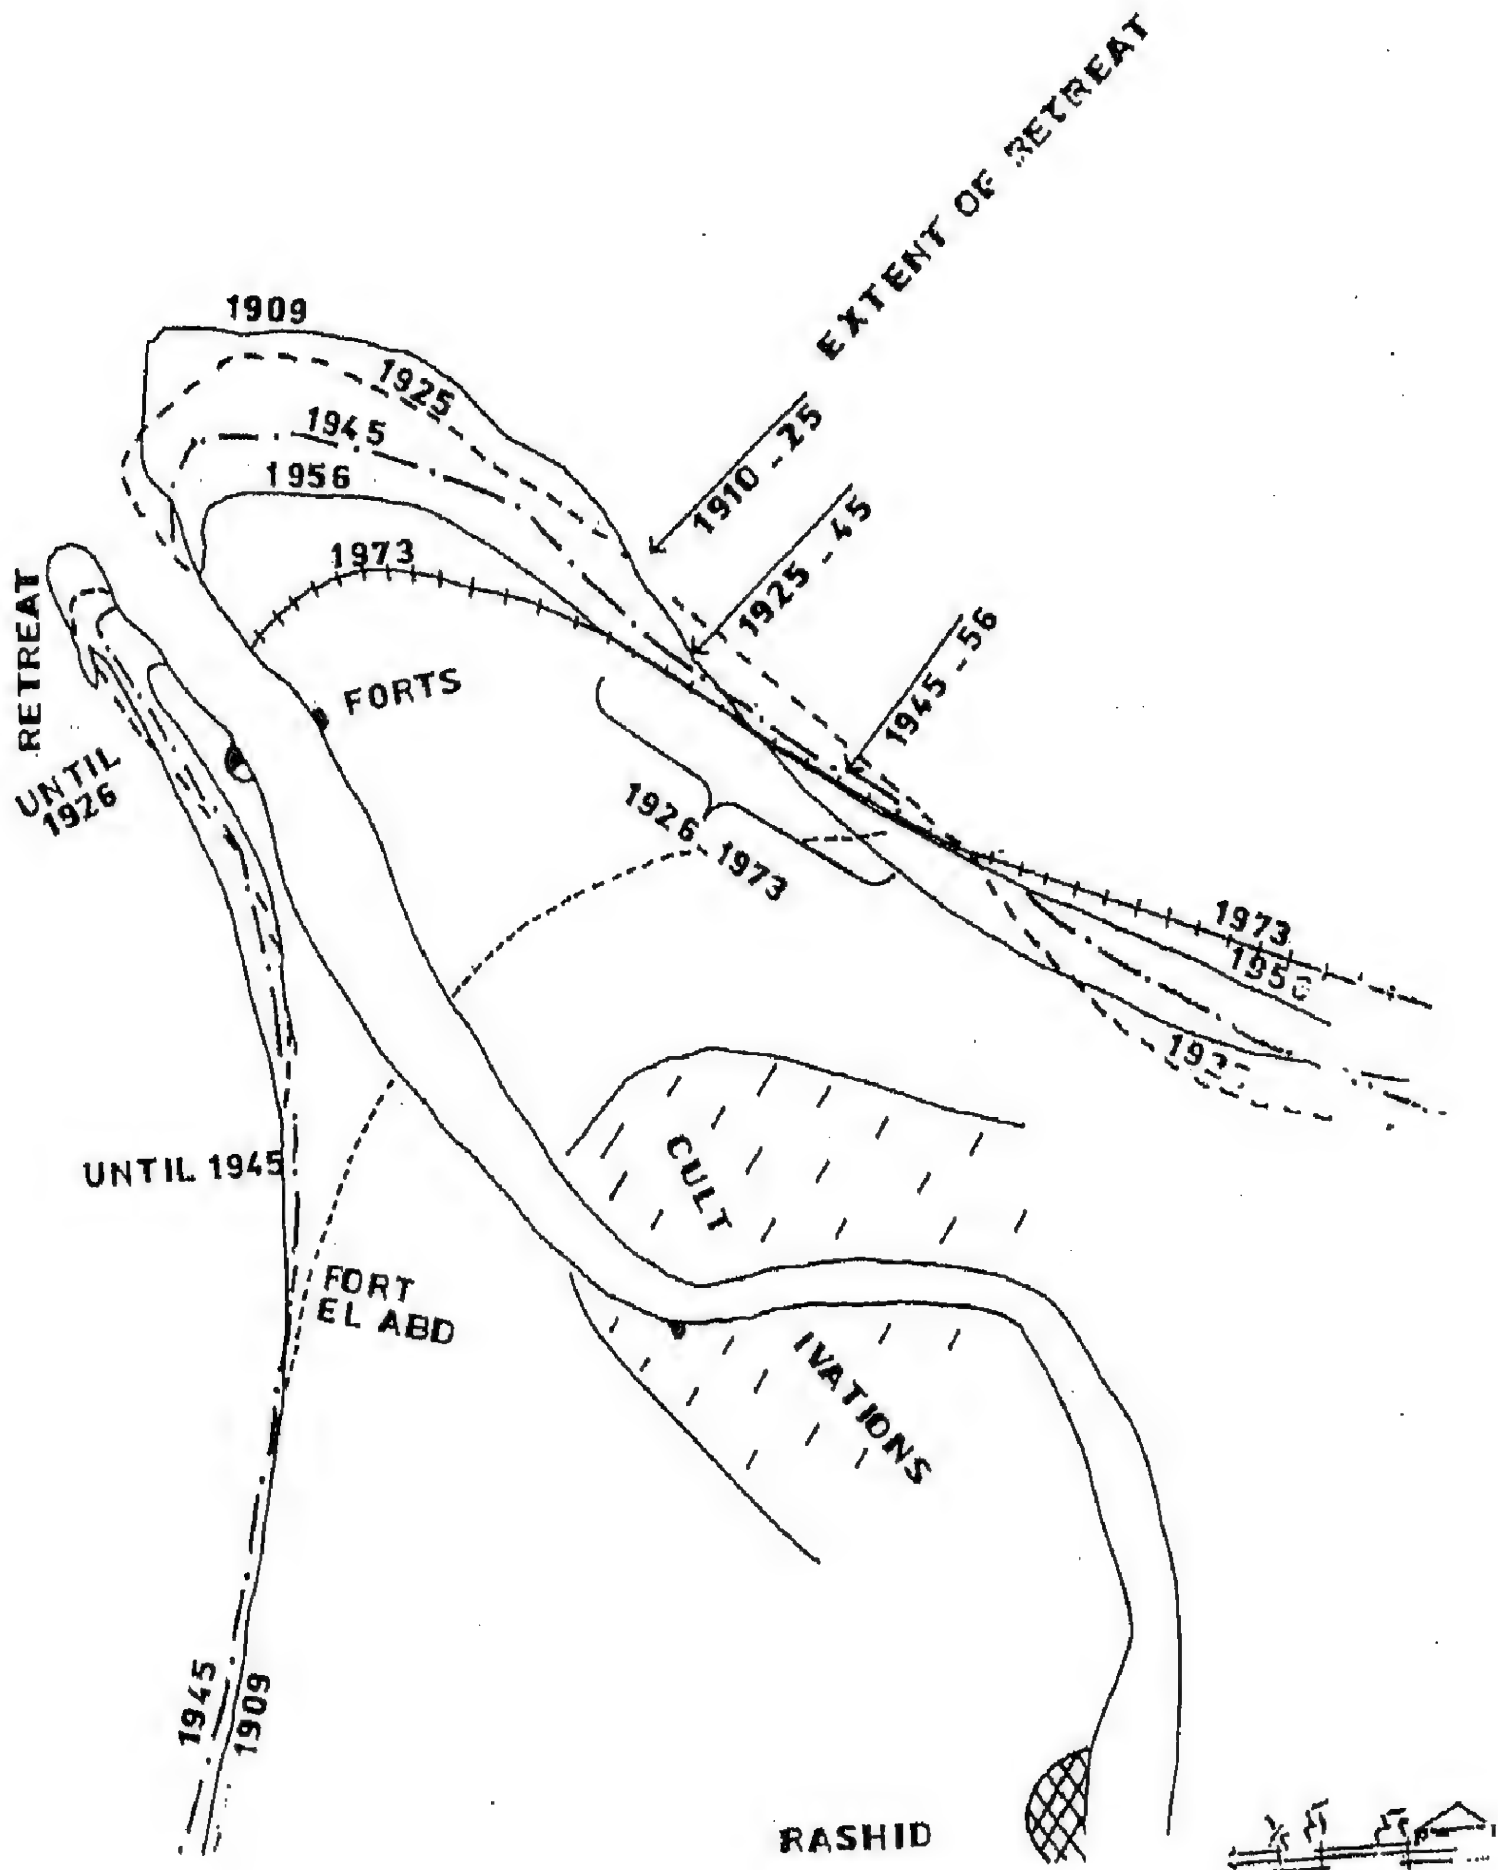 EXTENT OF RETREAT
1909
1925
1945
1956
1973
1910 - 25
1925 - 45
1945 - 56
RETREAT
UNTIL
1926
FORTS
1926 - 1973
1973
UNTIL 1945
CULT
IVATIONS
FORT
EL ABD
1945
1909
RASHID